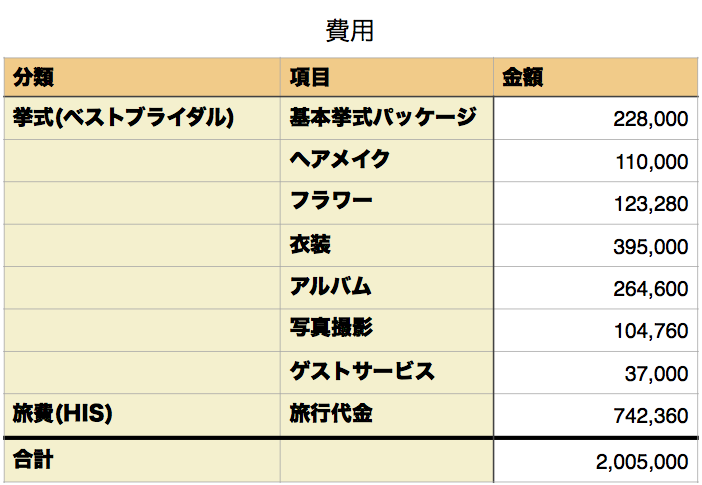 費用
分類 項目 金額
挙式(ベストブライダル) 基本挙式パッケージ 228,000
ヘアメイク 110,000
フラワー 123,280
衣装 395,000
アルバム 264,600
写真撮影 104,760
ゲストサービス 37,000
旅費(HIS) 旅行代金 742,360
合計 2,005,000